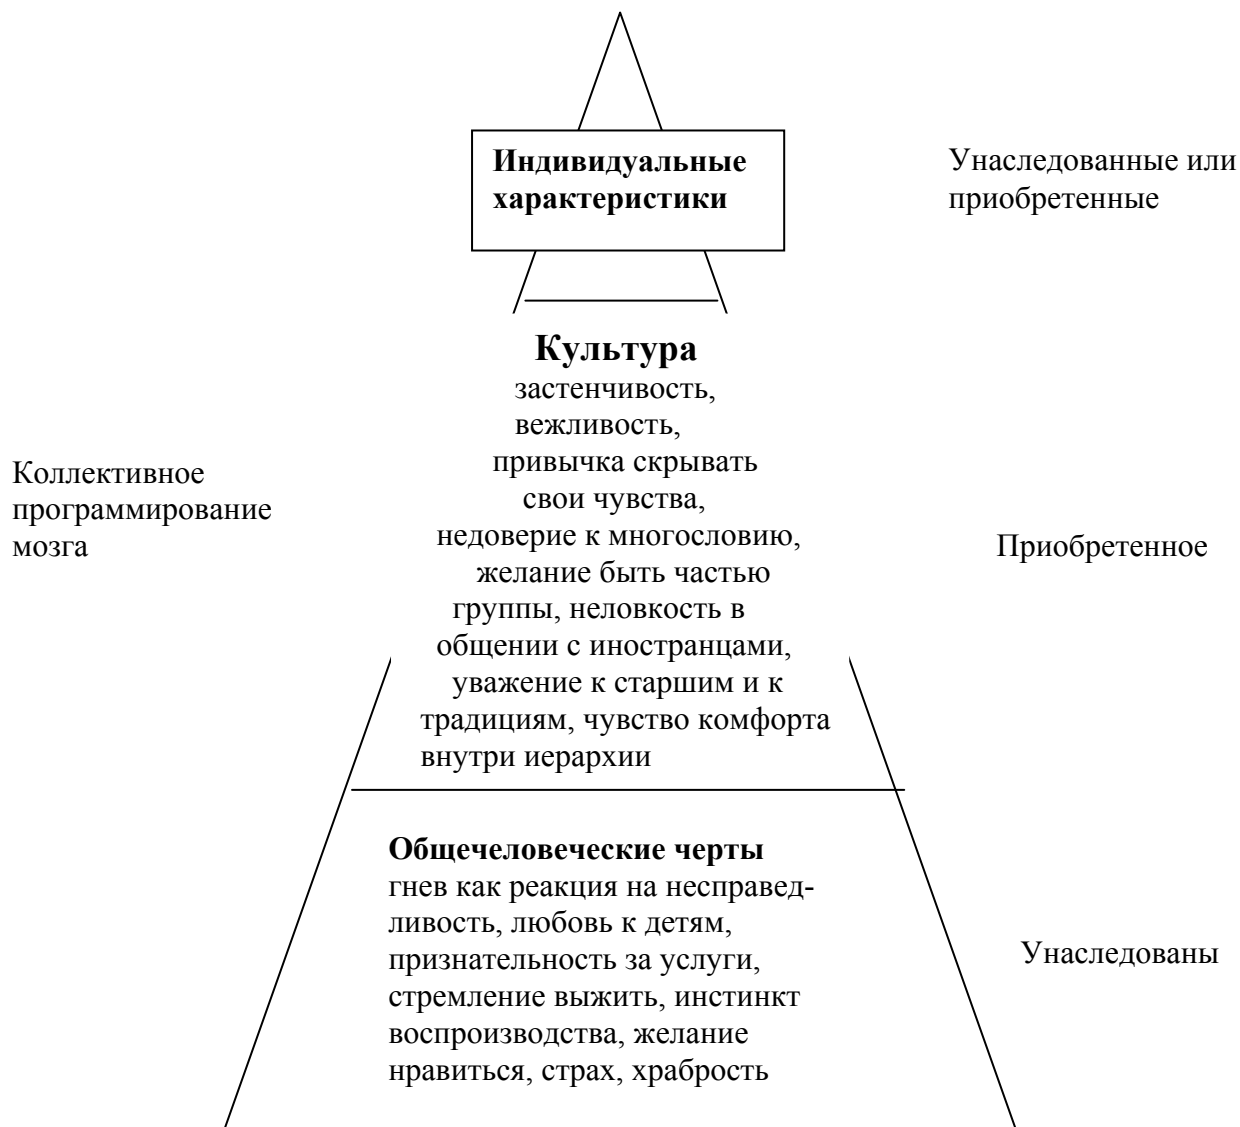 Индивидуальные
характеристики
Унаследованные или
приобретенные
Культура
застенчивость,
вежливость,
привычка скрывать
свои чувства,
недоверие к многословию,
желание быть частью
группы, неловкость в
общении с иностранцами,
уважение к старшим и к
традициям, чувство комфорта
внутри иерархии
Коллективное
программирование
мозга
Приобретенное
Общечеловеческие черты
гнев как реакция на несправед-
ливость, любовь к детям,
признательность за услуги,
стремление выжить, инстинкт
воспроизводства, желание
нравиться, страх, храбрость
Унаследованы